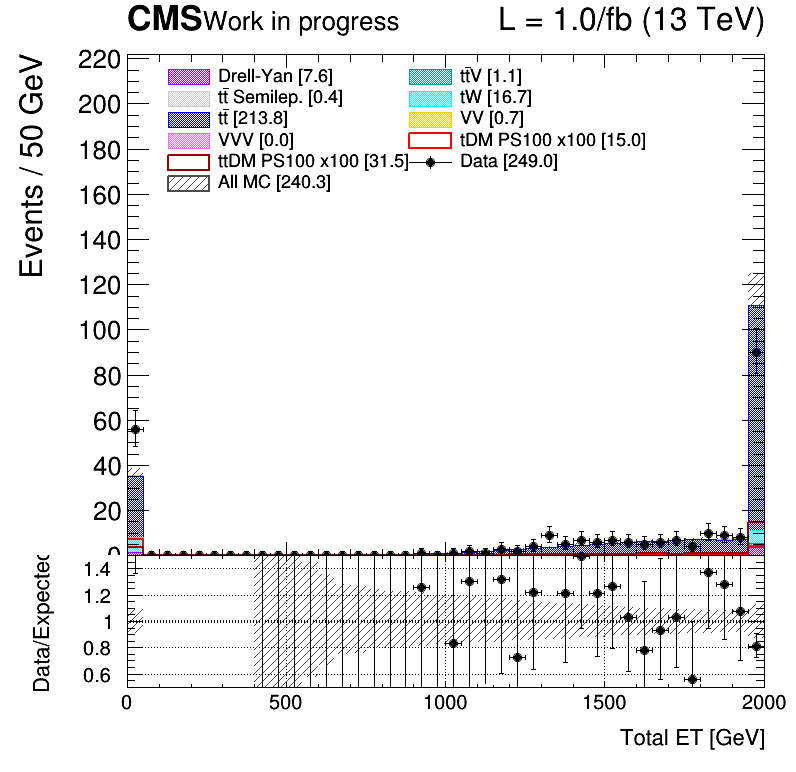 CMS Work in progress L = 1.0/fb (13 TeV)
Events / 50 GeV
220
200
180
160
140
120
100
80
60
40
20
0
Drell-Yan [7.6] tt̄V [1.1]
tt̄ Semilep. [0.4] tW [16.7]
tt̄ [213.8] VV [0.7]
VVV [0.0] tDM PS100 x100 [15.0]
ttDM PS100 x100 [31.5] Data [249.0]
All MC [240.3]
Data/Expected
1.4
1.2
1
0.8
0.6
0 500 1000 1500 2000
Total ET [GeV]